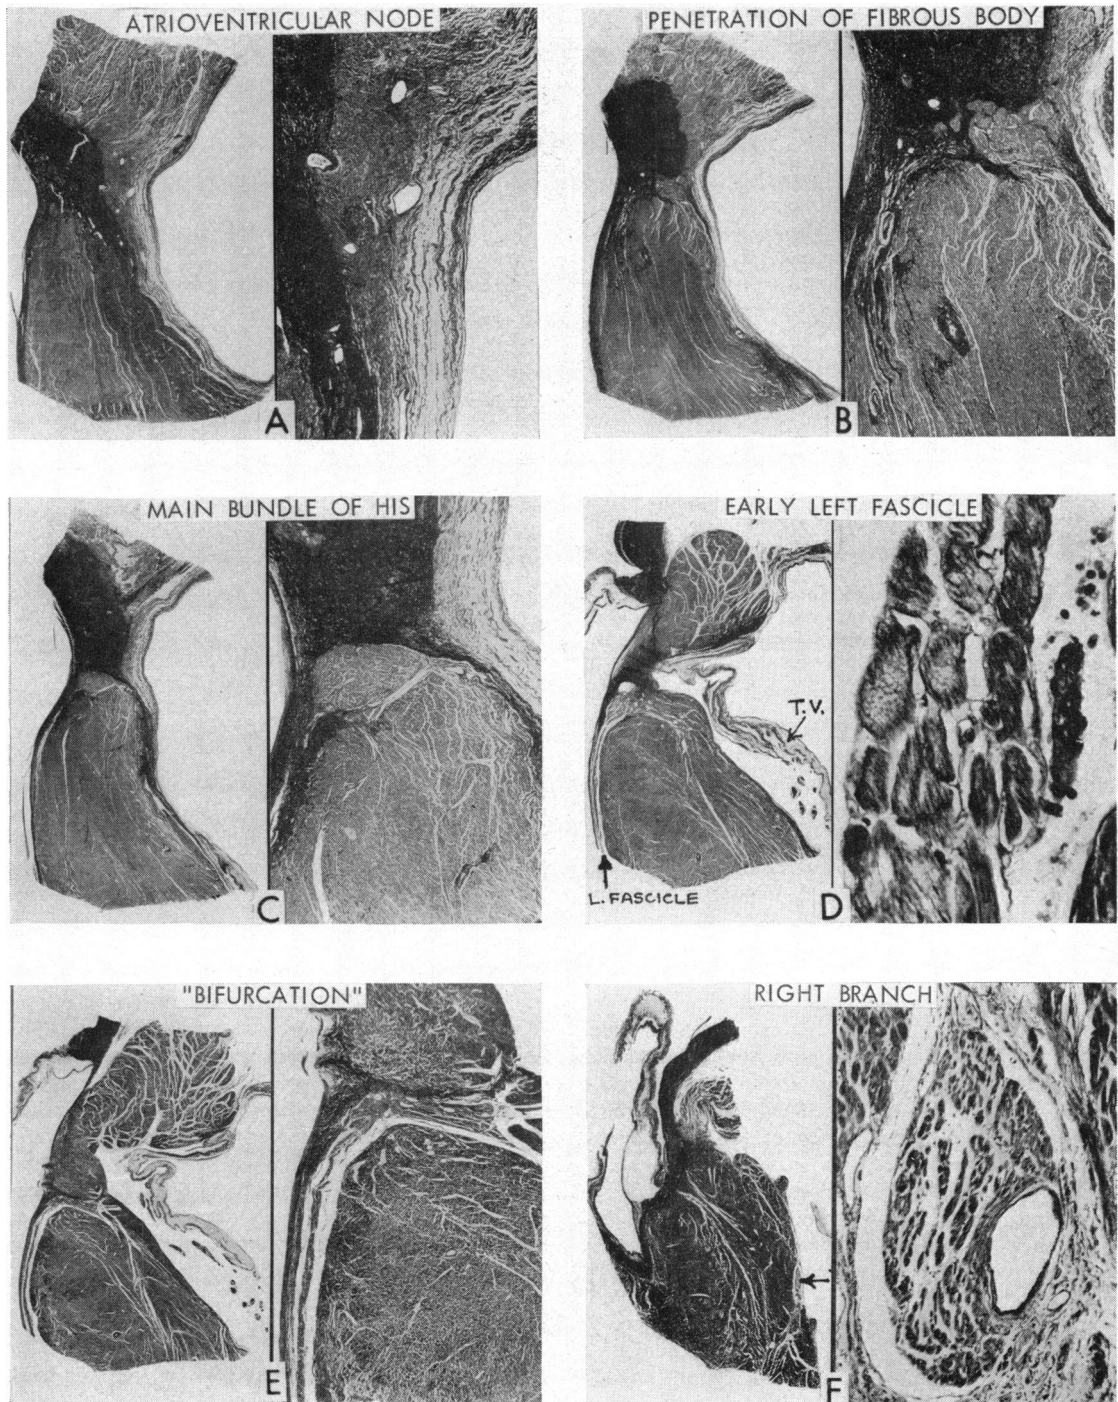 ATRIOVENTRICULAR NODE
PENETRATION OF FIBROUS BODY
A
B
MAIN BUNDLE OF HIS
EARLY LEFT FASCICLE
T.V.
L. FASCICLE
C
D
"BIFURCATION"
RIGHT BRANCH
E
F